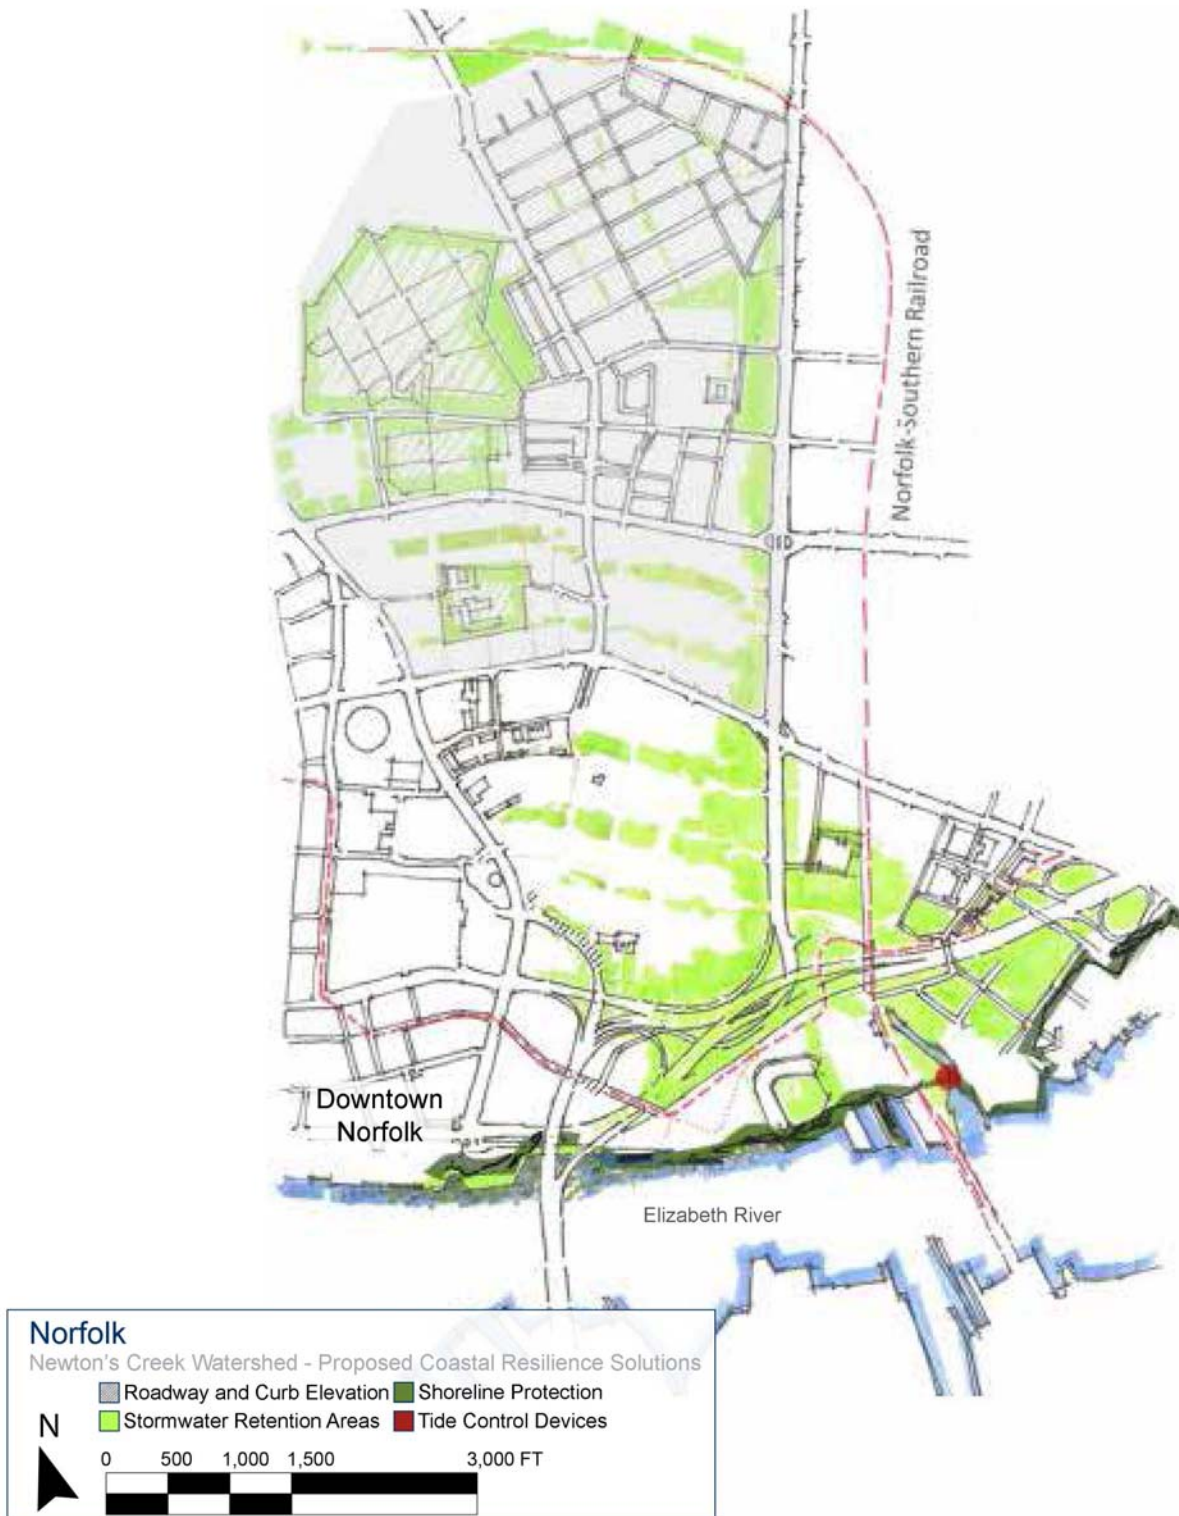 Norfolk-Southern Railroad
Downtown
Norfolk
Elizabeth River
Norfolk
Newton's Creek Watershed - Proposed Coastal Resilience Solutions
Roadway and Curb Elevation
Shoreline Protection
Stormwater Retention Areas
Tide Control Devices
N
0 500 1,000 1,500 3,000 FT